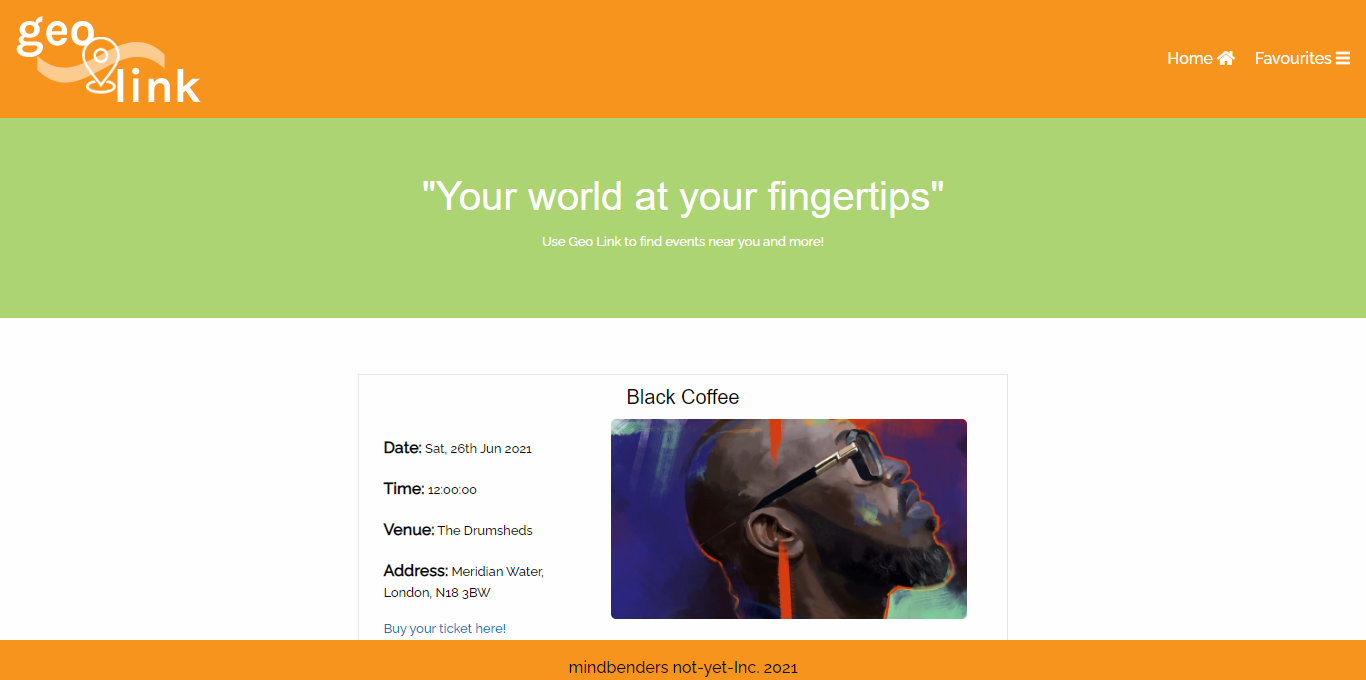 geo
link
Home
Favourites
"Your world at your fingertips"
Use Geo Link to find events near you and more!
Black Coffee
Date: Sat, 26th Jun 2021
Time: 12:00:00
Venue: The Drumsheds
Address: Meridian Water,
London, N18 3BW
Buy your ticket here!
mindbenders not-yet-Inc. 2021